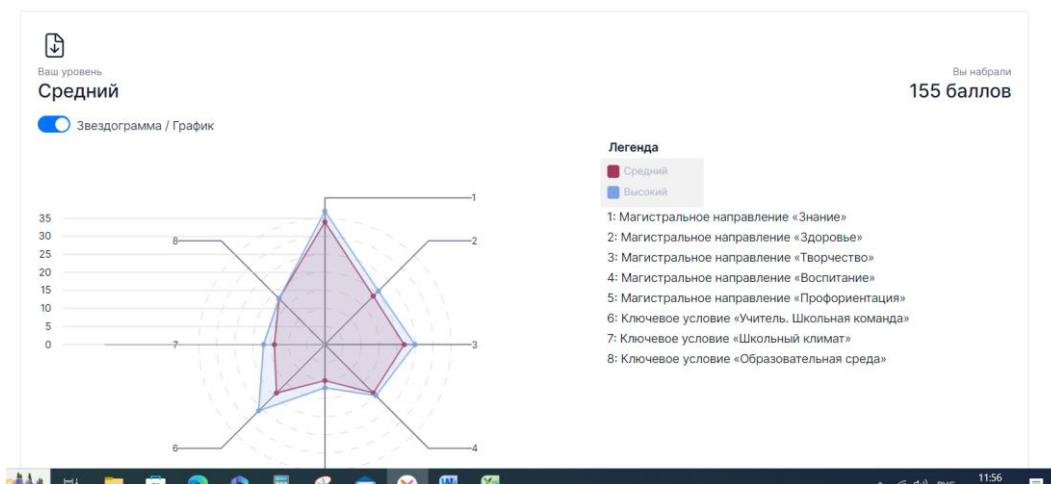 Ваш уровень
Средний
Вы набрали
155 баллов
Звездограмма / График
35
30
25
20
15
10
5
0
1
2
3
4
6
7
8
Легенда
Средний
Высокий
1: Магистральное направление «Знание»
2: Магистральное направление «Здоровье»
3: Магистральное направление «Творчество»
4: Магистральное направление «Воспитание»
5: Магистральное направление «Профориентация»
6: Ключевое условие «Учитель. Школьная команда»
7: Ключевое условие «Школьный климат»
8: Ключевое условие «Образовательная среда»
11:56